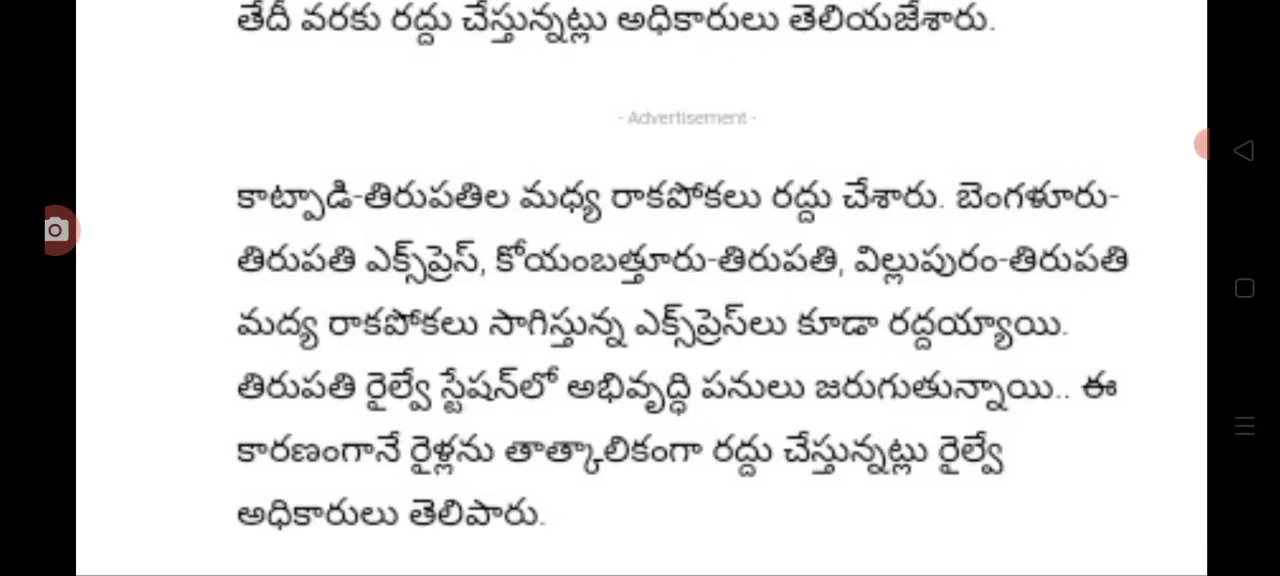 తేదీ వరకు రద్దు చేస్తున్నట్లు అధికారులు తెలియజేశారు.
- Advertisement -
కాట్పాడి-తిరుపతిల మధ్య రాకపోకలు రద్దు చేశారు. బెంగళూరు-
తిరుపతి ఎక్స్‌ప్రెస్, కోయంబత్తూరు-తిరుపతి, విల్లుపురం-తిరుపతి
మద్య రాకపోకలు సాగిస్తున్న ఎక్స్‌ప్రెస్‌లు కూడా రద్దయ్యాయి.
తిరుపతి రైల్వే స్టేషన్‌లో అభివృద్ధి పనులు జరుగుతున్నాయి.. ఈ
కారణంగానే రైళ్లను తాత్కాలికంగా రద్దు చేస్తున్నట్లు రైల్వే
అధికారులు తెలిపారు.